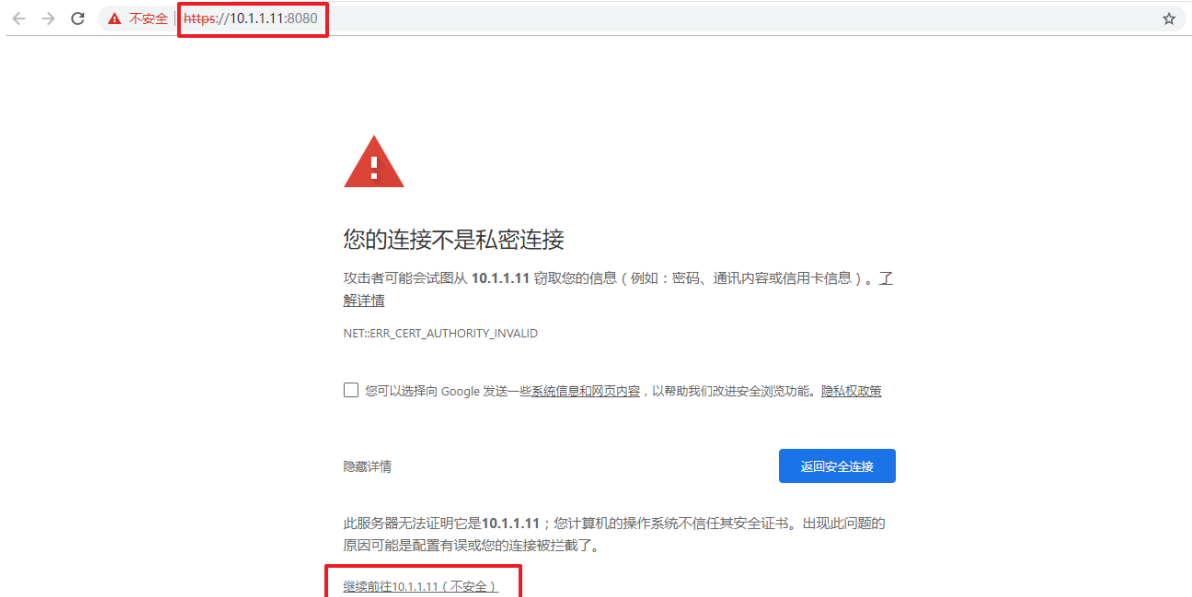 不安全 | https://10.1.1.11:8080
您的连接不是私密连接
攻击者可能会试图从 10.1.1.11 窃取您的信息（例如：密码、通讯内容或信用卡信息）。了
解详情
NET::ERR_CERT_AUTHORITY_INVALID
您可以选择向 Google 发送一些系统信息和网页内容，以帮助我们改进安全浏览功能。隐私权政策
隐藏详情
返回安全连接
此服务器无法证明它是10.1.1.11；您计算机的操作系统不信任其安全证书。出现此问题的
原因可能是配置有误或您的连接被拦截了。
继续前往10.1.1.11（不安全）